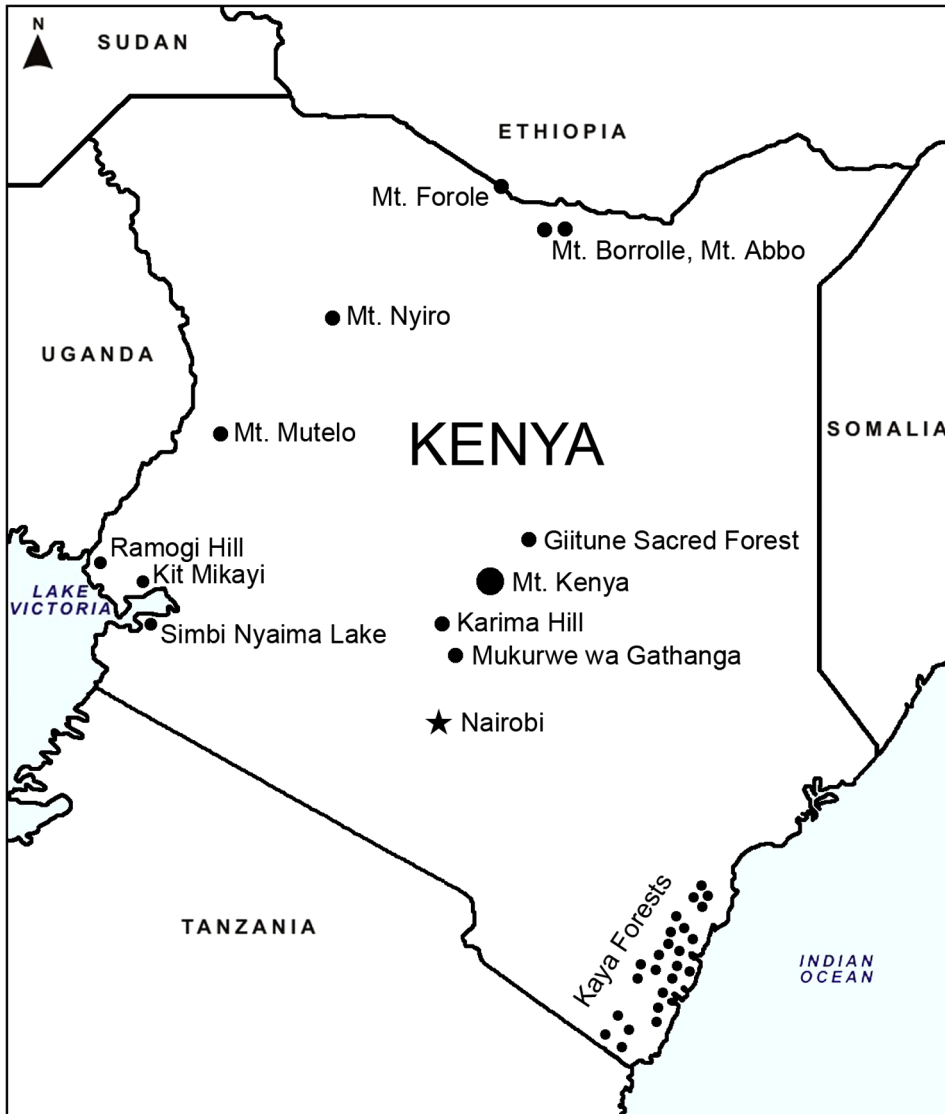 N
SUDAN
ETHIOPIA
Mt. Forole
Mt. Borrolle, Mt. Abbo
Mt. Nyiro
UGANDA
KENYA
SOMALIA
Mt. Mutelo
Giitune Sacred Forest
Ramogi Hill
Kit Mikayi
Mt. Kenya
LAKE
VICTORIA
Karima Hill
Simbi Nyaima Lake
Mukurwe wa Gathanga
Nairobi
Kaya Forests
TANZANIA
INDIAN
OCEAN